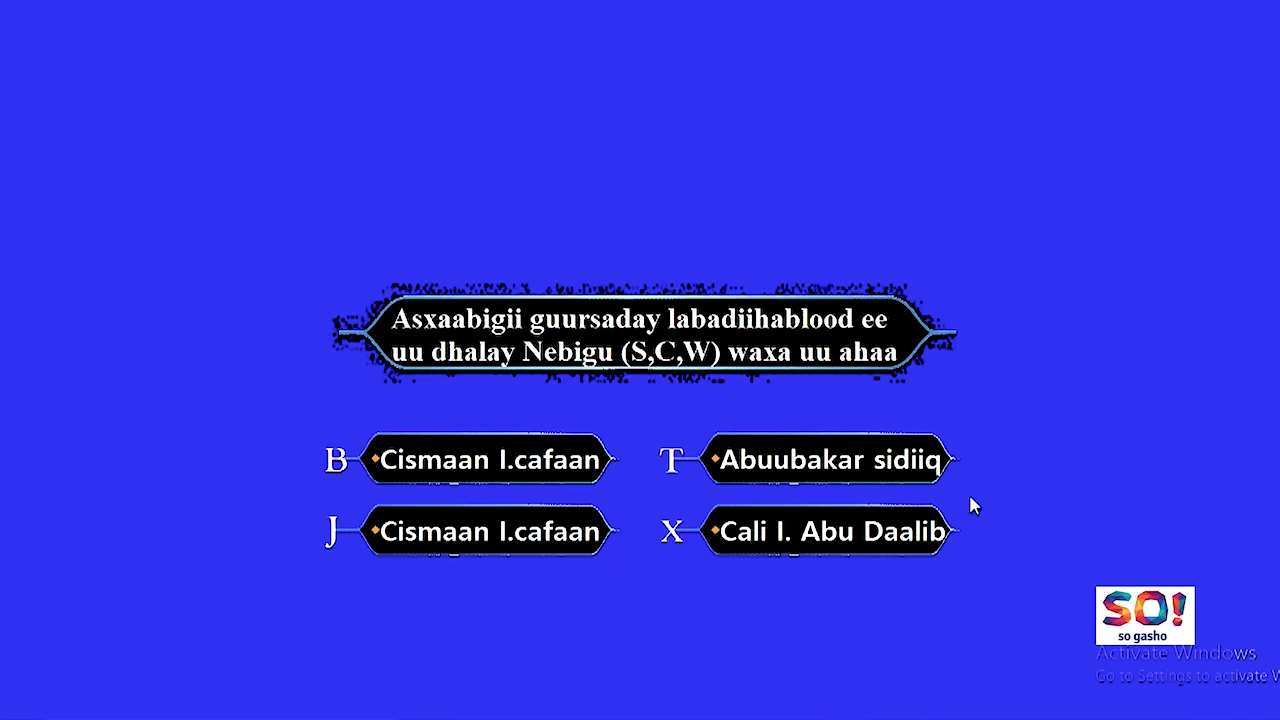 Asxaabigii guursaday labadiihablood ee
uu dhalay Nebigu (S,C,W) waxa uu ahaa
B Cismaan I.cafaan
T Abuubakar sidiiq
J Cismaan I.cafaan
X Cali I. Abu Daalib
SO!
so gasho
Activate Windows
Go to Settings to activate W